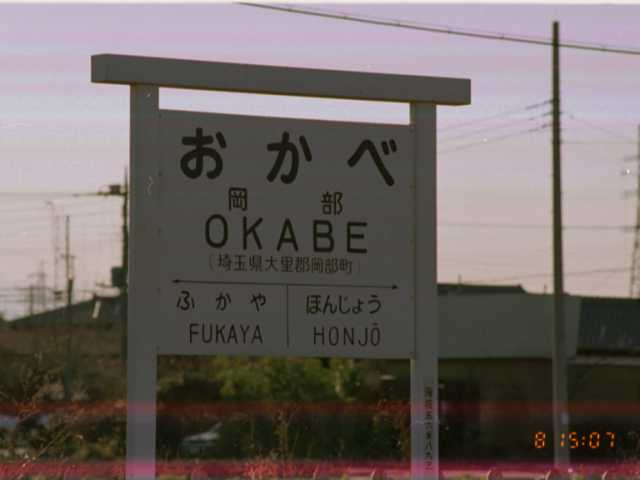 おかべ
岡部
OKABE
(埼玉県大里郡岡部町)
ふかや ほんじょう
FUKAYA HONJŌ
8 15:07